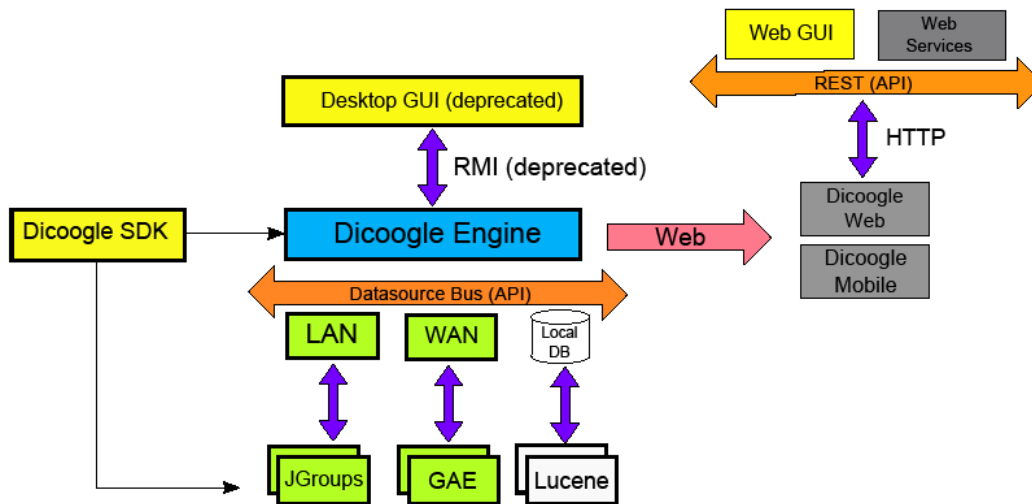 Web GUI
Web
Services
REST (API)
Desktop GUI (deprecated)
HTTP
RMI (deprecated)
Dicoogle
Web
Dicoogle SDK
Dicoogle Engine
Web
Dicoogle
Mobile
Datasource Bus (API)
LAN
WAN
Local
DB
JGroups
GAE
Lucene